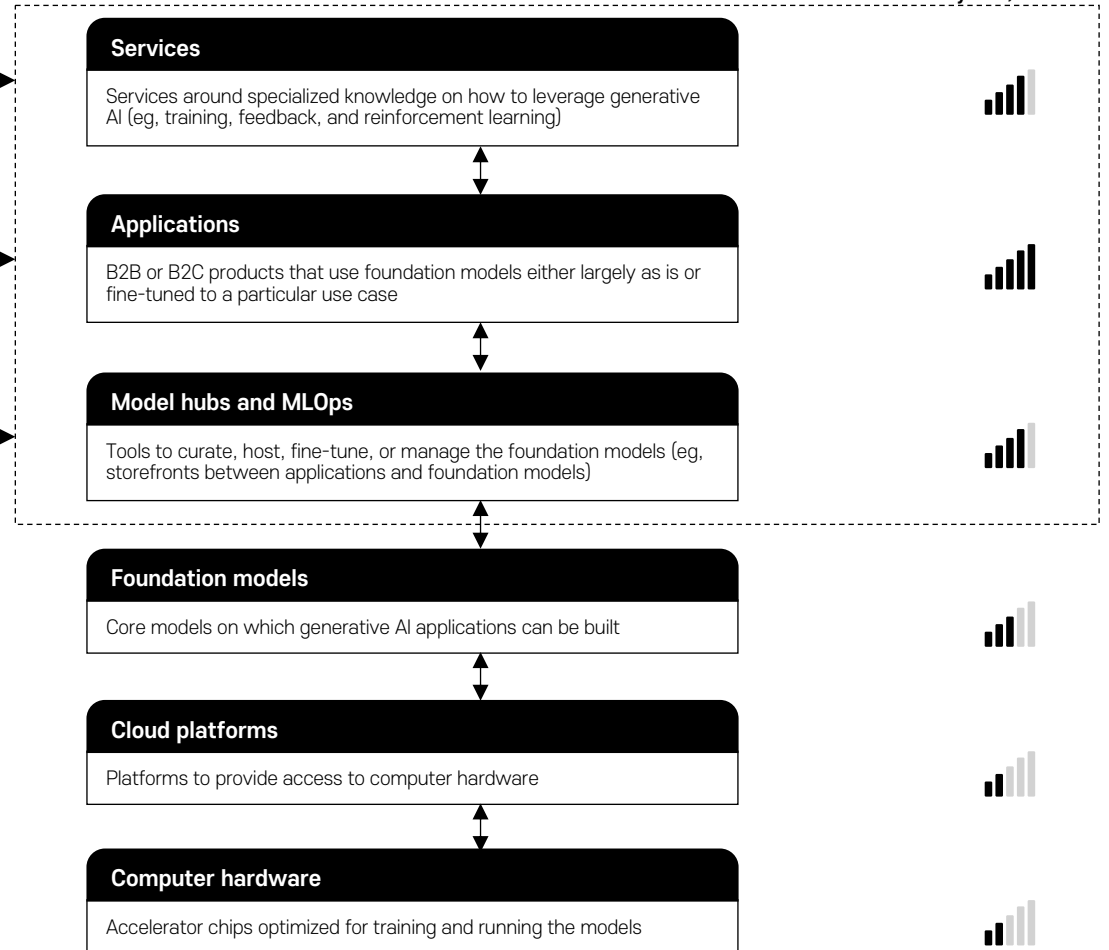 Services
Services around specialized knowledge on how to leverage generative
AI (eg, training, feedback, and reinforcement learning)
Applications
B2B or B2C products that use foundation models either largely as is or
fine-tuned to a particular use case
Model hubs and MLOps
Tools to curate, host, fine-tune, or manage the foundation models (eg,
storefronts between applications and foundation models)
Foundation models
Core models on which generative AI applications can be built
Cloud platforms
Platforms to provide access to computer hardware
Computer hardware
Accelerator chips optimized for training and running the models